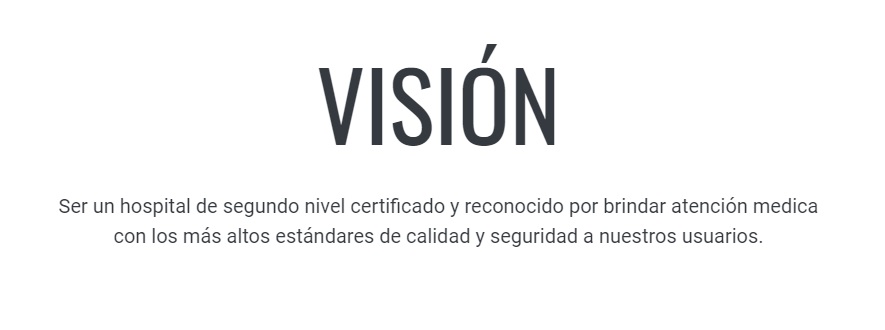 VISIÓN
Ser un hospital de segundo nivel certificado y reconocido por brindar atención medica
con los más altos estándares de calidad y seguridad a nuestros usuarios.